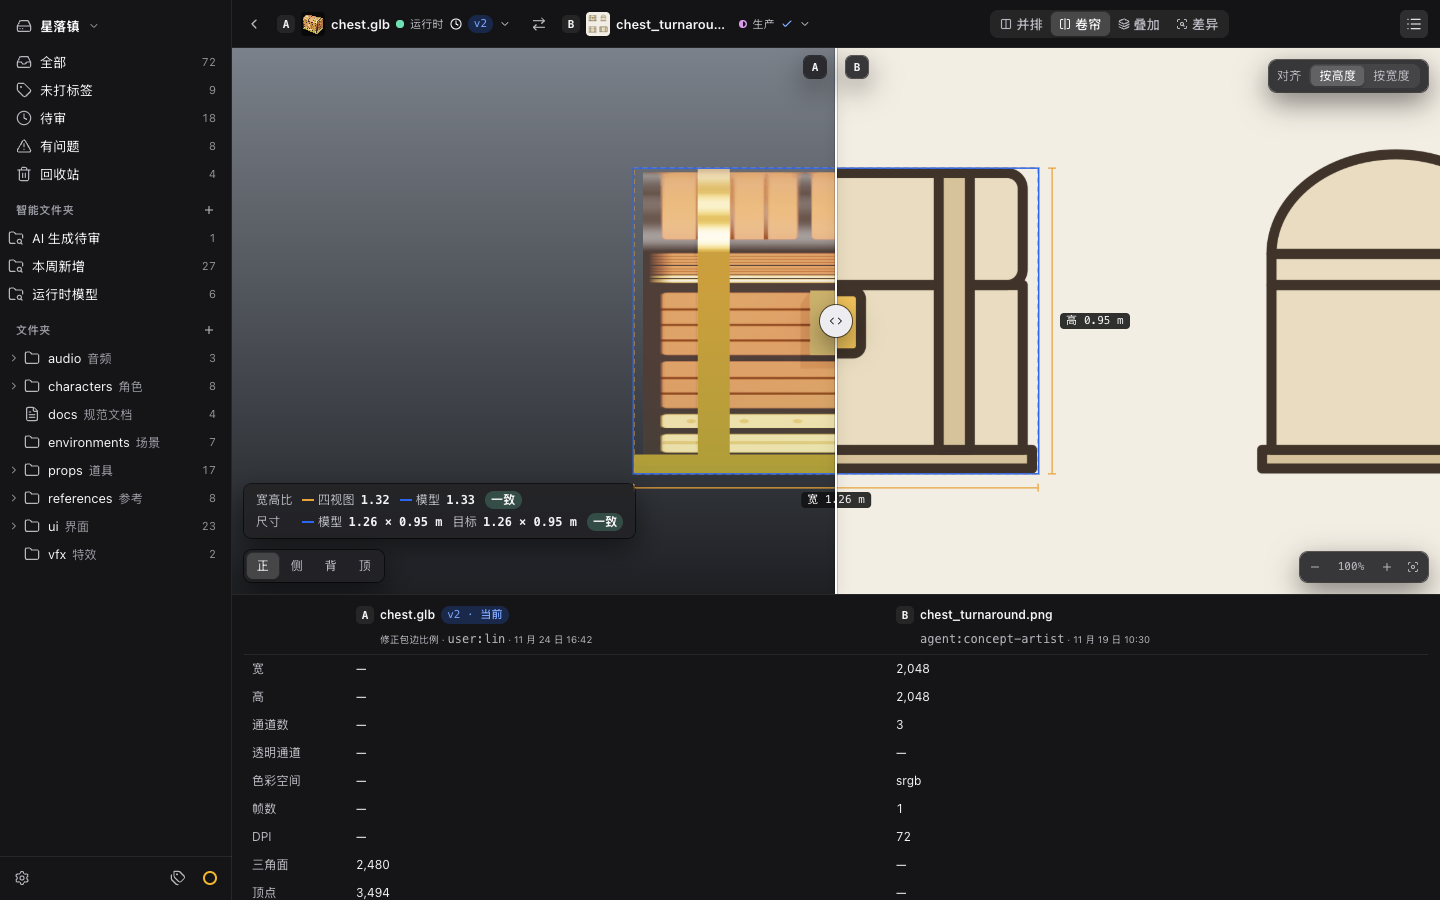 星落镇
全部 72
未打标签 9
待审 18
有问题 8
回收站 4
智能文件夹
AI 生成待审 1
本周新增 27
运行时模型 6
文件夹
audio 音频 3
characters 角色 8
docs 规范文档 4
environments 场景 7
props 道具 17
references 参考 8
ui 界面 23
vfx 特效 2
A chest.glb 运行时 v2 B chest_turnarou... 生产
并排 卷帘 叠加 差异
A B
对齐 按高度 按宽度
高 0.95 m
宽 1.26 m
宽高比 四视图 1.32 模型 1.33 一致
尺寸 模型 1.26 × 0.95 m 目标 1.26 × 0.95 m 一致
正 侧 背 顶
100%
A chest.glb v2 · 当前 B chest_turnaround.png
修正包边比例 · user:lin · 11 月 24 日 16:42 agent:concept-artist · 11 月 19 日 10:30
宽 — 2,048
高 — 2,048
通道数 — 3
透明通道 — —
色彩空间 — srgb
帧数 — 1
DPI — 72
三角面 2,480 —
顶点 3,494 —